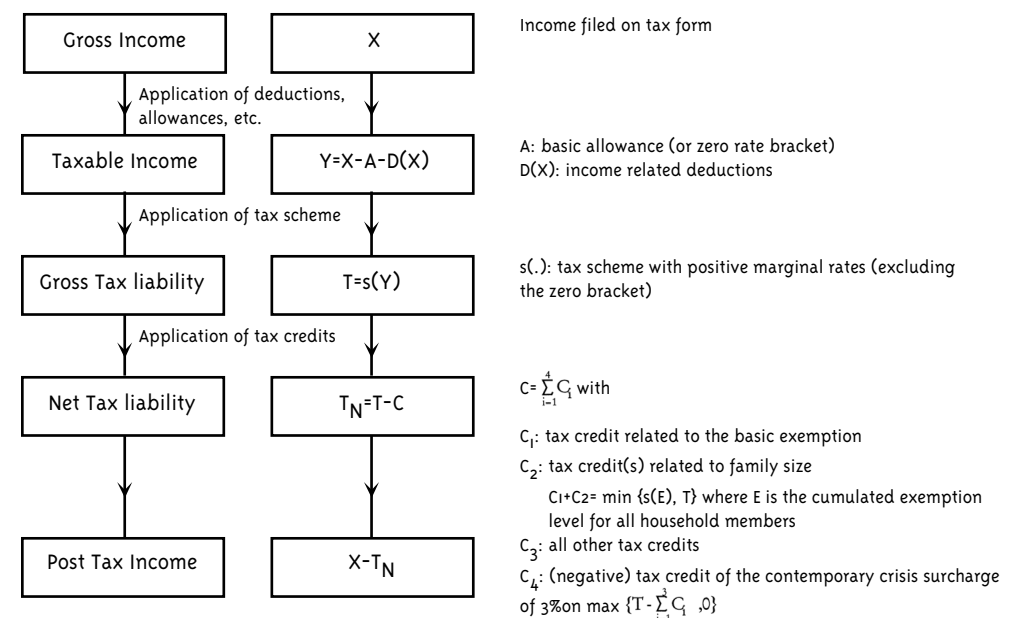 Gross Income
X
Income filed on tax form
Application of deductions,
allowances, etc.
Taxable Income
Y=X-A-D(X)
A: basic allowance (or zero rate bracket)
D(X): income related deductions
Application of tax scheme
Gross Tax liability
T=s(Y)
s(.): tax scheme with positive marginal rates (excluding
the zero bracket)
Application of tax credits
Net Tax liability
T_N=T-C
C= \sum_{i=1}^{4} C_i with
C_1: tax credit related to the basic exemption
C_2: tax credit(s) related to family size
C1+C2= min {s(E), T} where E is the cumulated exemption
level for all household members
Post Tax Income
X-T_N
C_3: all other tax credits
C_4: (negative) tax credit of the contemporary crisis surcharge
of 3%on max {T-\sum_{i=1}^{3} C_i ,0}